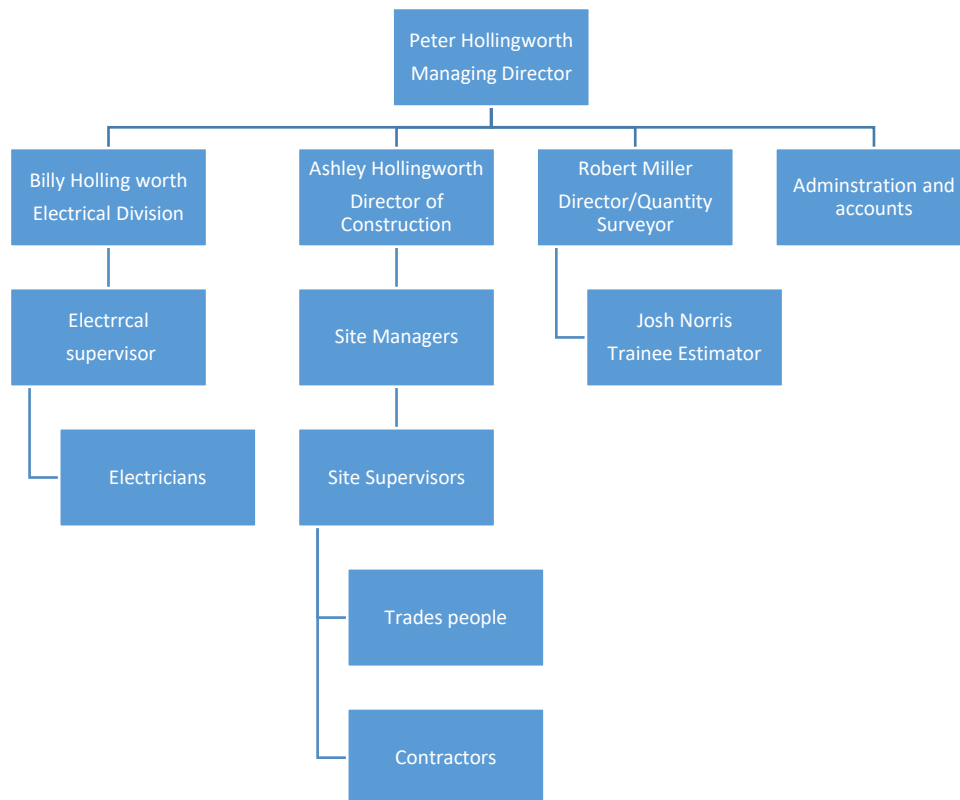 Peter Hollingworth
Managing Director
Billy Holling worth
Electrical Division
Ashley Hollingworth
Director of
Construction
Robert Miller
Director/Quantity
Surveyor
Adminstration and
accounts
Electrrcal
supervisor
Site Managers
Josh Norris
Trainee Estimator
Electricians
Site Supervisors
Trades people
Contractors